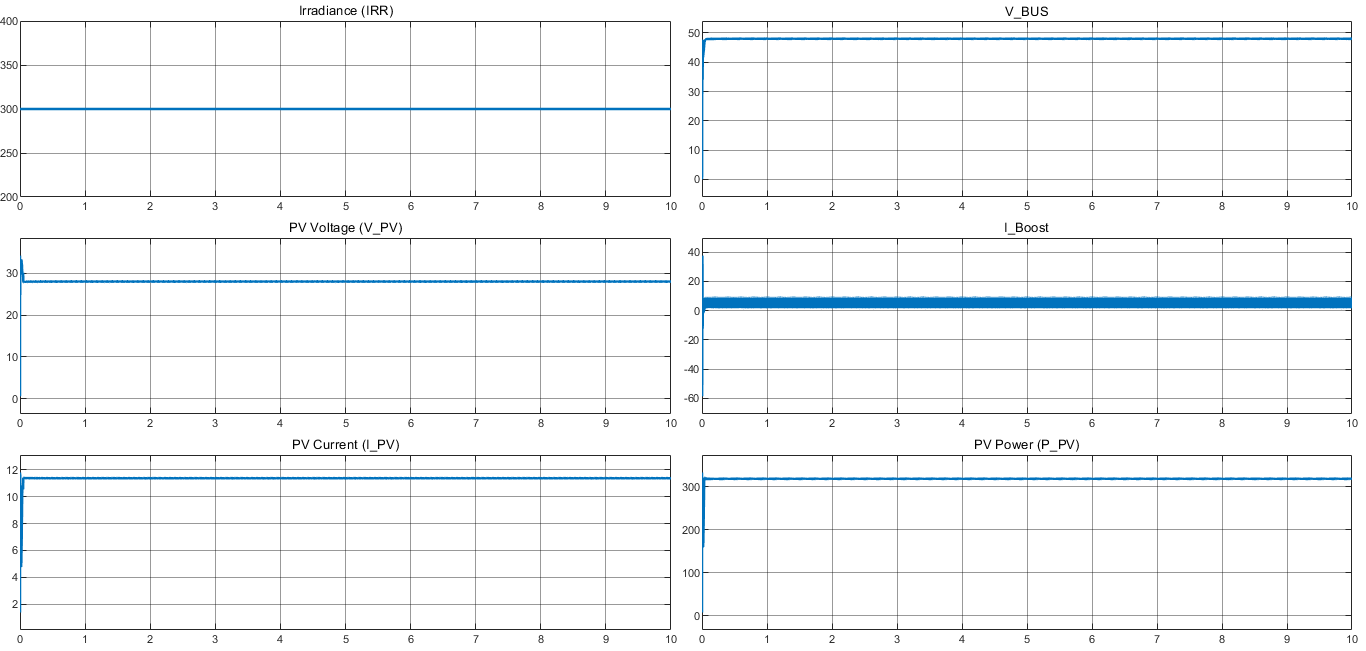 Irradiance (IRR)
400
350
300
250
200
0 1 2 3 4 5 6 7 8 9 10
V_BUS
50
40
30
20
10
0
0 1 2 3 4 5 6 7 8 9 10
PV Voltage (V_PV)
30
20
10
0
0 1 2 3 4 5 6 7 8 9 10
I_Boost
40
20
0
-20
-40
-60
0 1 2 3 4 5 6 7 8 9 10
PV Current (I_PV)
12
10
8
6
4
2
0 1 2 3 4 5 6 7 8 9 10
PV Power (P_PV)
300
200
100
0
0 1 2 3 4 5 6 7 8 9 10